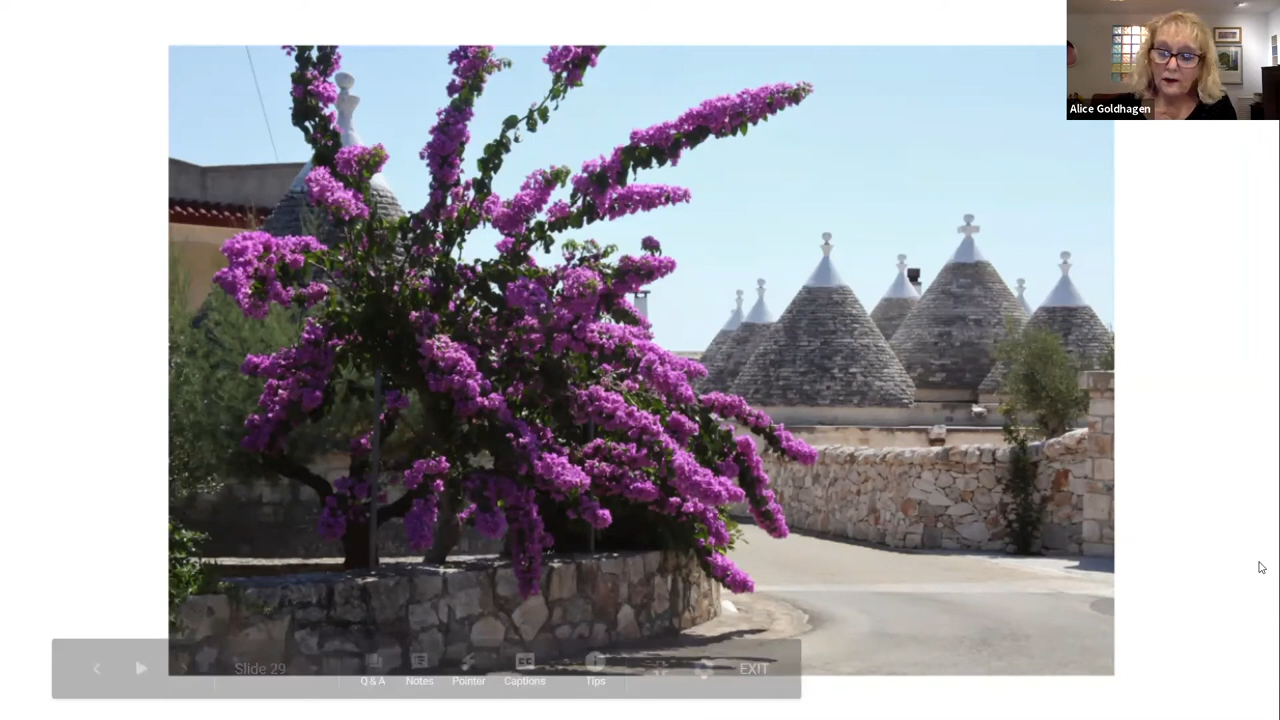 Alice Goldhagen
Slide 29
Q & A
Notes
Pointer
Captions
Tips
EXIT